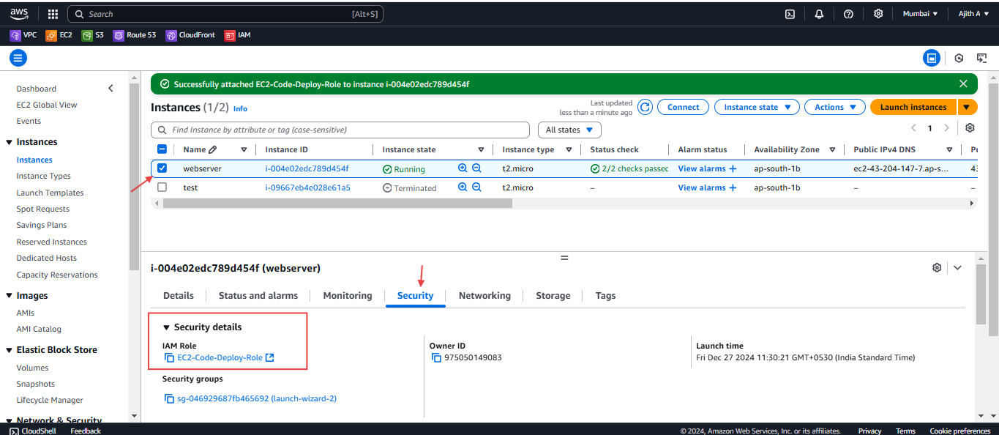 aws Search [Alt+S] Mumbai Ajith A
VPC EC2 S3 Route 53 CloudFront IAM
Dashboard
EC2 Global View
Events
Instances
Instances
Instance Types
Launch Templates
Spot Requests
Savings Plans
Reserved Instances
Dedicated Hosts
Capacity Reservations
Images
AMIs
AMI Catalog
Elastic Block Store
Volumes
Snapshots
Lifecycle Manager
Network & Security
Successfully attached EC2-Code-Deploy-Role to instance i-004e02edc789d454f
Instances (1/2) Info
Last updated
less than a minute ago
Connect Instance state Actions Launch instances
Find Instance by attribute or tag (case-sensitive) All states 1
Name Instance ID Instance state Instance type Status check Alarm status Availability Zone Public IPv4 DNS
webserver i-004e02edc789d454f Running t2.micro 2/2 checks passed View alarms + ap-south-1b ec2-43-204-147-7.ap-s... 43
test i-09667eb4e028e61a5 Terminated t2.micro – View alarms + ap-south-1b – –
i-004e02edc789d454f (webserver)
Details Status and alarms Monitoring Security Networking Storage Tags
Security details
IAM Role
EC2-Code-Deploy-Role
Owner ID
975050149083
Launch time
Fri Dec 27 2024 11:30:21 GMT+0530 (India Standard Time)
Security groups
sg-046929687fb465692 (launch-wizard-2)
CloudShell Feedback © 2024, Amazon Web Services, Inc. or its affiliates. Privacy Terms Cookie preferences